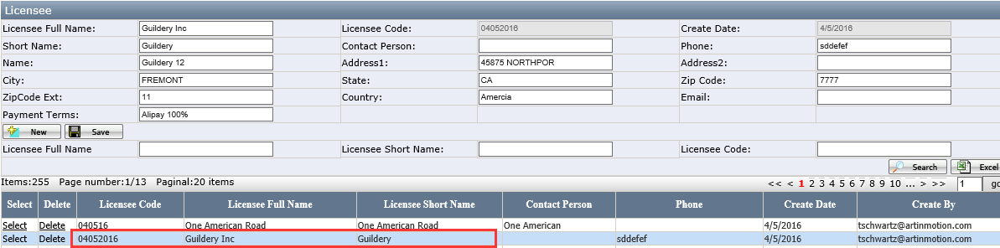 Licensee
Licensee Full Name: Guildery Inc Licensee Code: 04052016 Create Date: 4/5/2016
Short Name: Guildery Contact Person: Phone: sddefef
Name: Guildery 12 Address1: 45875 NORTHPOR Address2:
City: FREMONT State: CA Zip Code: 7777
ZipCode Ext: 11 Country: Amercia Email:
Payment Terms: Alipay 100%
New Save
Licensee Full Name Licensee Short Name: Licensee Code:
Search Excel
Items:255 Page number:1/13 Paginal:20 items << < 1 2 3 4 5 6 7 8 9 10 ... > >> 1 go
Select Delete Licensee Code Licensee Full Name Licensee Short Name Contact Person Phone Create Date Create By
Select Delete 040516 One American Road One American Road One American 4/5/2016 tschwartz@artinmotion.com
Select Delete 04052016 Guildery Inc Guildery sddefef 4/5/2016 tschwartz@artinmotion.com